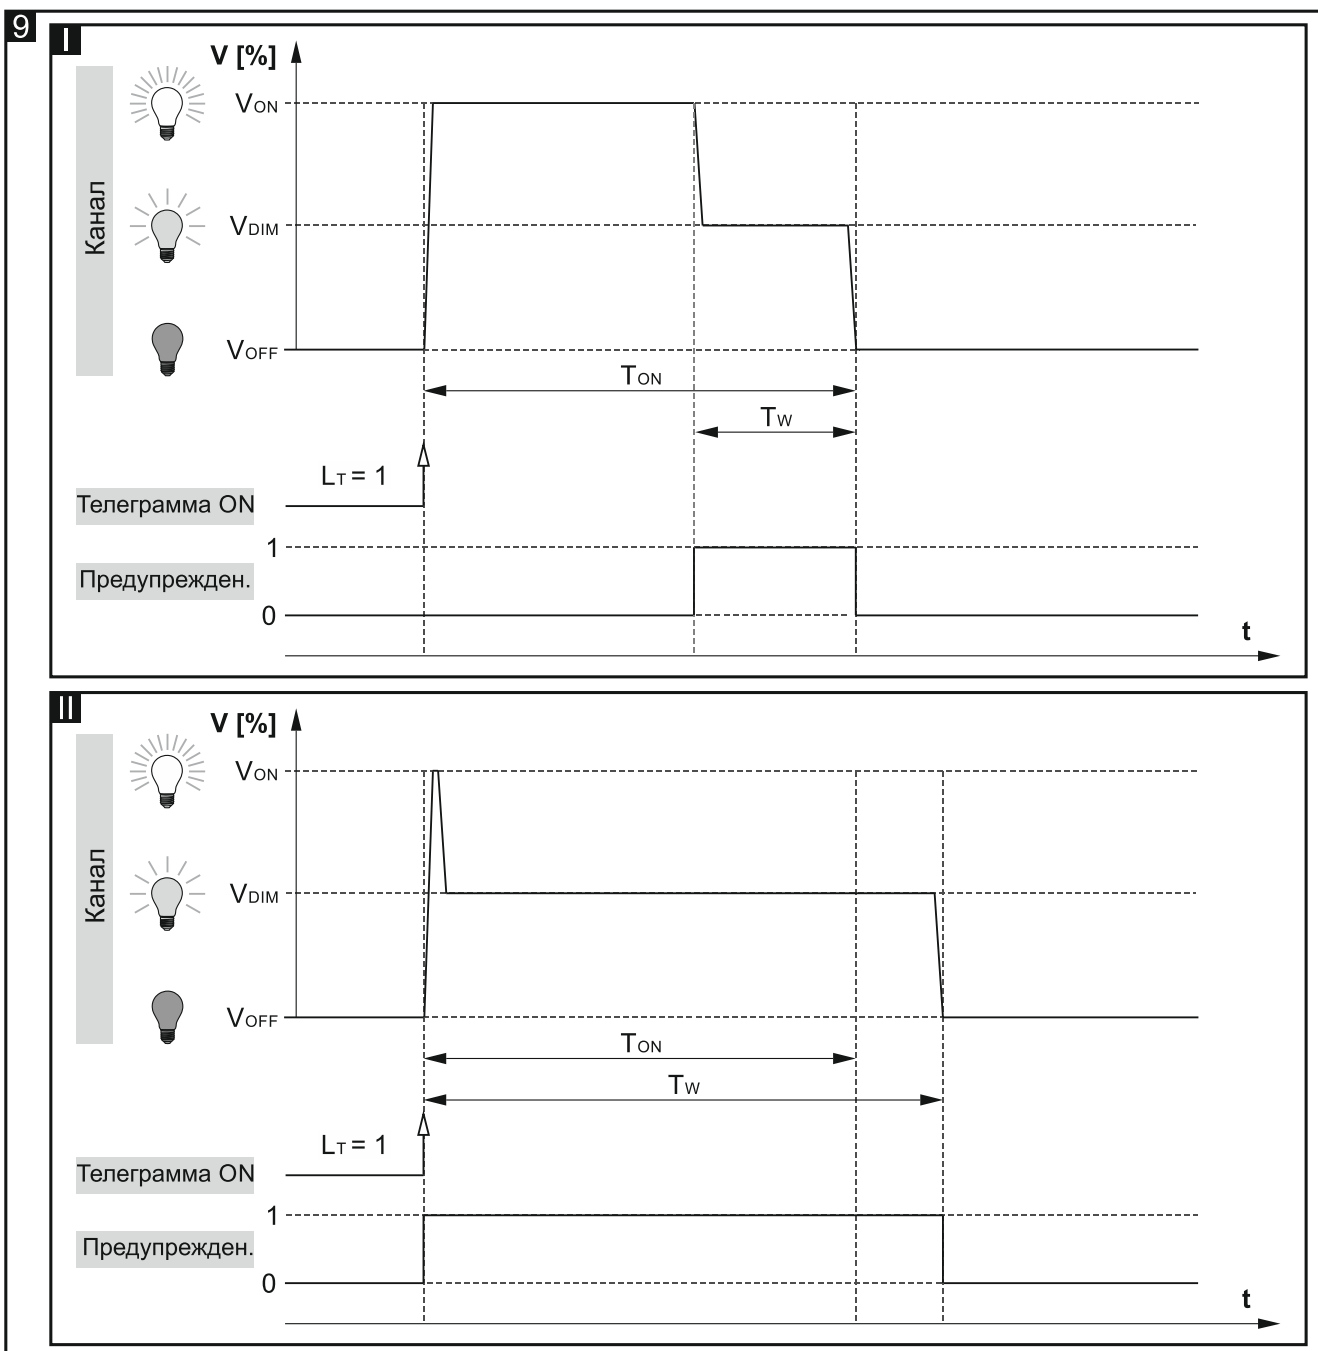 9
I
V [%]
VON
VDIM
VOFF
Канал
TON
TW
LT = 1
Телеграмма ON
1
Предупрежден.
0
t
II
V [%]
VON
VDIM
VOFF
Канал
TON
TW
LT = 1
Телеграмма ON
1
Предупрежден.
0
t